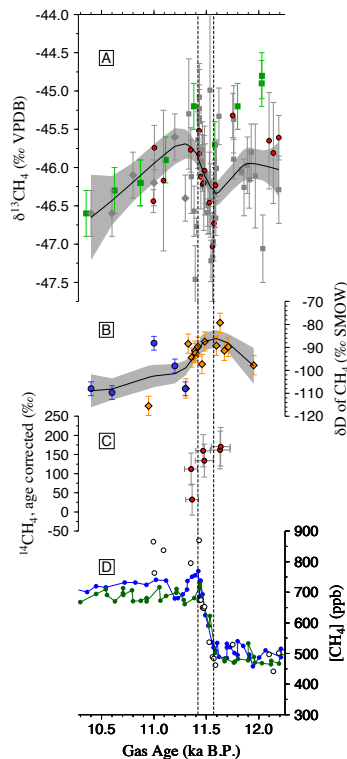 -44.0
-44.5
-45.0
-45.5
-46.0
-46.5
-47.0
-47.5
A
δ¹³CH₄ (‰ VPDB)
-70
-80
-90
-100
-110
-120
B
δD of CH₄ (‰ SMOW)
250
200
150
100
50
0
-50
C
¹⁴CH₄, age corrected (‰)
900
800
700
600
500
400
300
D
[CH₄] (ppb)
10.5 11.0 11.5 12.0
Gas Age (ka B.P.)